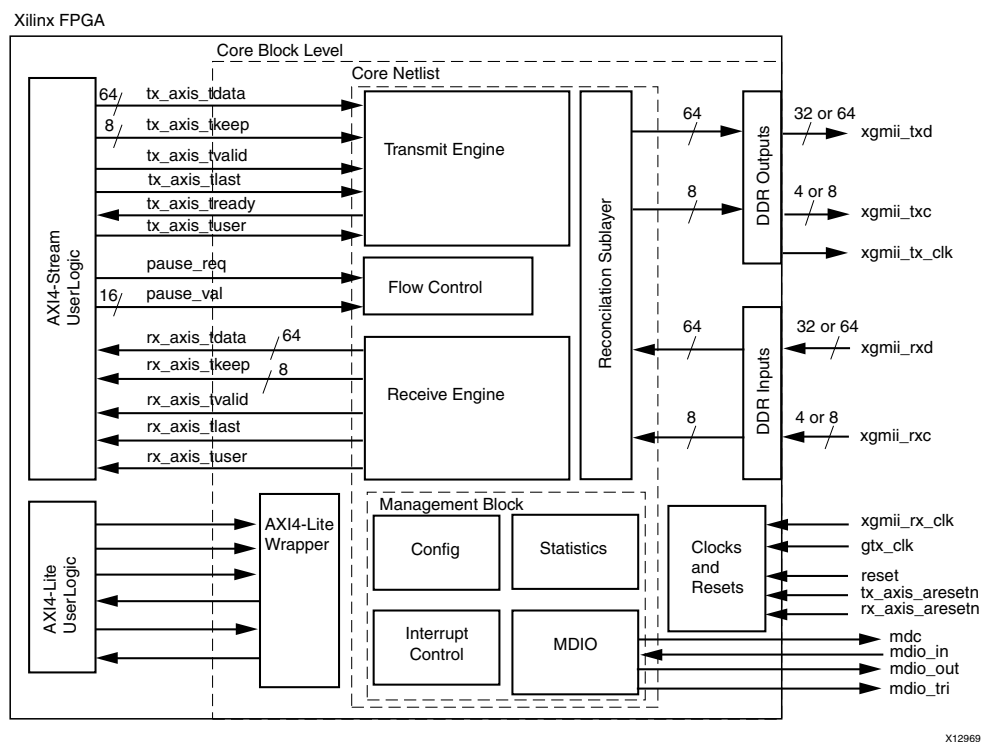 Xilinx FPGA
Core Block Level
Core Netlist
64
tx_axis_tdata
8
tx_axis_tkeep
tx_axis_tvalid
tx_axis_tlast
tx_axis_tready
tx_axis_tuser
Transmit Engine
pause_req
16
pause_val
Flow Control
rx_axis_tdata
64
rx_axis_tkeep
8
rx_axis_tvalid
rx_axis_tlast
rx_axis_tuser
Receive Engine
AXI4-Stream
UserLogic
Reconcilation Sublayer
64
8
DDR Outputs
32 or 64
xgmii_txd
4 or 8
xgmii_txc
xgmii_tx_clk
64
8
DDR Inputs
32 or 64
xgmii_rxd
4 or 8
xgmii_rxc
AXI4-Lite
UserLogic
AXI4-Lite
Wrapper
Management Block
Config
Statistics
Interrupt
Control
MDIO
Clocks
and
Resets
xgmii_rx_clk
gtx_clk
reset
tx_axis_aresetn
rx_axis_aresetn
mdc
mdio_in
mdio_out
mdio_tri
X12969